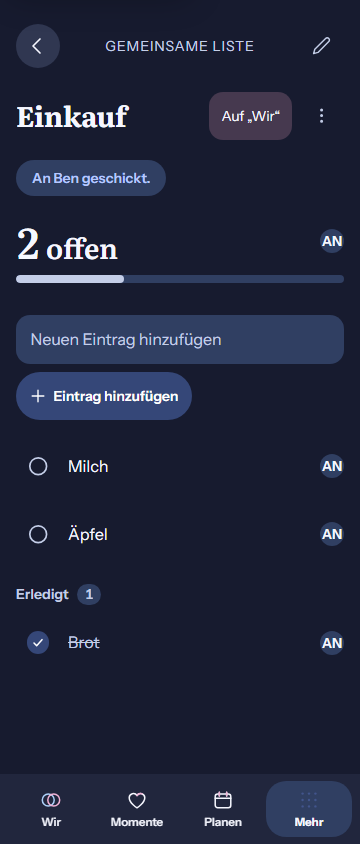 GEMEINSAME LISTE
Einkauf
Auf „Wir“
An Ben geschickt.
2 offen
AN
Neuen Eintrag hinzufügen
Eintrag hinzufügen
Milch
AN
Äpfel
AN
Erledigt 1
Brot
AN
Wir
Momente
Planen
Mehr